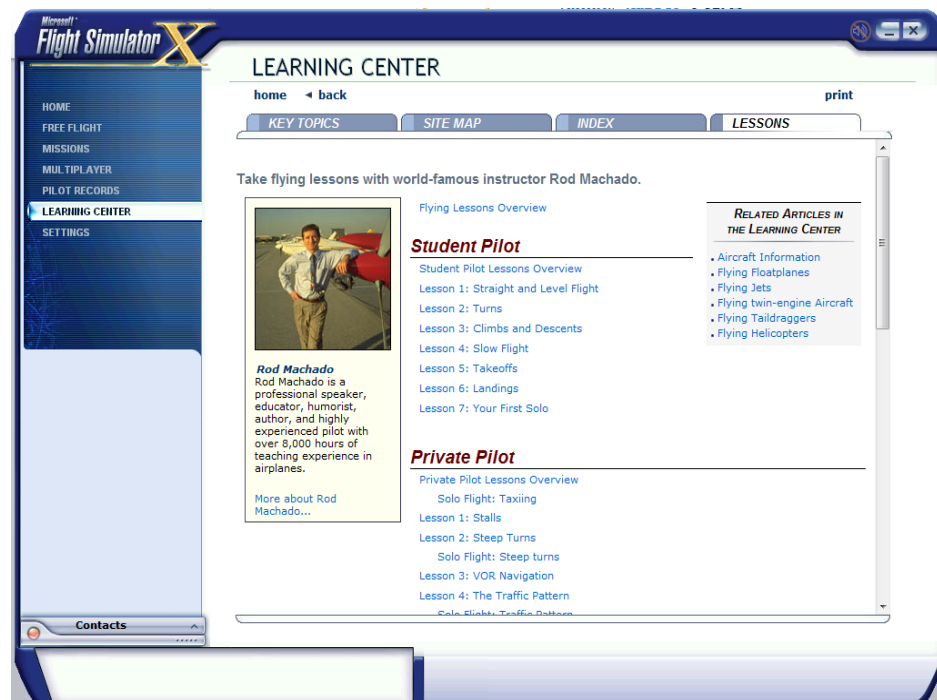 Microsoft
Flight Simulator X
LEARNING CENTER
home ◄ back
print
HOME
FREE FLIGHT
MISSIONS
MULTIPLAYER
PILOT RECORDS
LEARNING CENTER
SETTINGS
KEY TOPICS
SITE MAP
INDEX
LESSONS
Take flying lessons with world-famous instructor Rod Machado.
Rod Machado
Rod Machado is a
professional speaker,
educator, humorist,
author, and highly
experienced pilot with
over 8,000 hours of
teaching experience in
airplanes.
More about Rod
Machado...
Flying Lessons Overview
Student Pilot
Student Pilot Lessons Overview
Lesson 1: Straight and Level Flight
Lesson 2: Turns
Lesson 3: Climbs and Descents
Lesson 4: Slow Flight
Lesson 5: Takeoffs
Lesson 6: Landings
Lesson 7: Your First Solo
Private Pilot
Private Pilot Lessons Overview
Solo Flight: Taxiing
Lesson 1: Stalls
Lesson 2: Steep Turns
Solo Flight: Steep turns
Lesson 3: VOR Navigation
Lesson 4: The Traffic Pattern
Solo Flight: Traffic Pattern
RELATED ARTICLES IN
THE LEARNING CENTER
Aircraft Information
Flying Floatplanes
Flying Jets
Flying twin-engine Aircraft
Flying Taildraggers
Flying Helicopters
Contacts